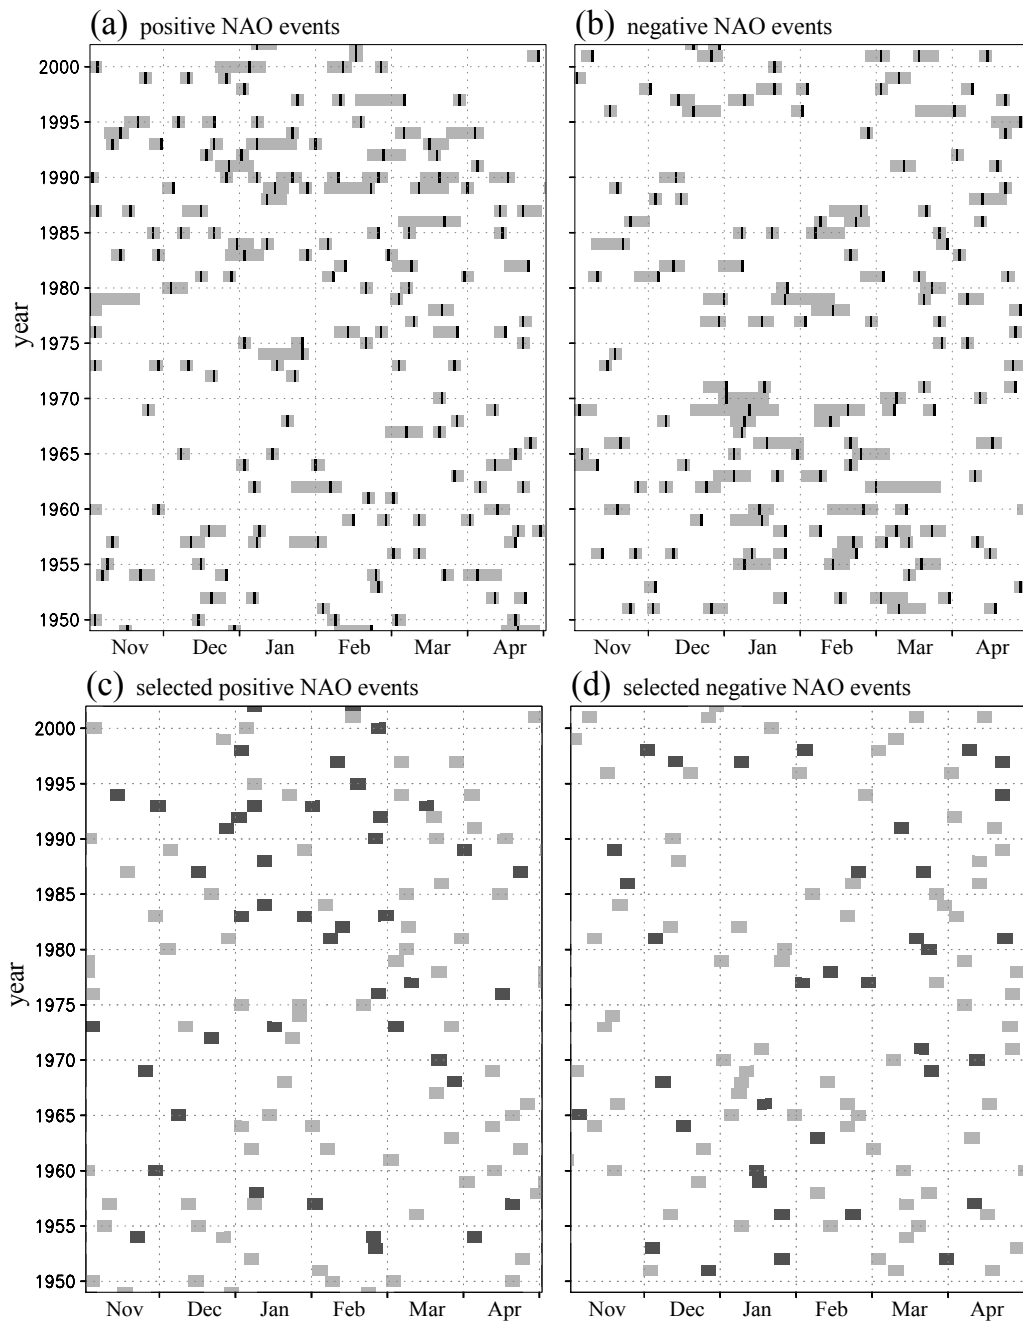 (a) positive NAO events
(b) negative NAO events
2000
1995
1990
1985
1980
1975
1970
1965
1960
1955
1950
year
Nov Dec Jan Feb Mar Apr
Nov Dec Jan Feb Mar Apr
(c) selected positive NAO events
(d) selected negative NAO events
2000
1995
1990
1985
1980
1975
1970
1965
1960
1955
1950
year
Nov Dec Jan Feb Mar Apr
Nov Dec Jan Feb Mar Apr